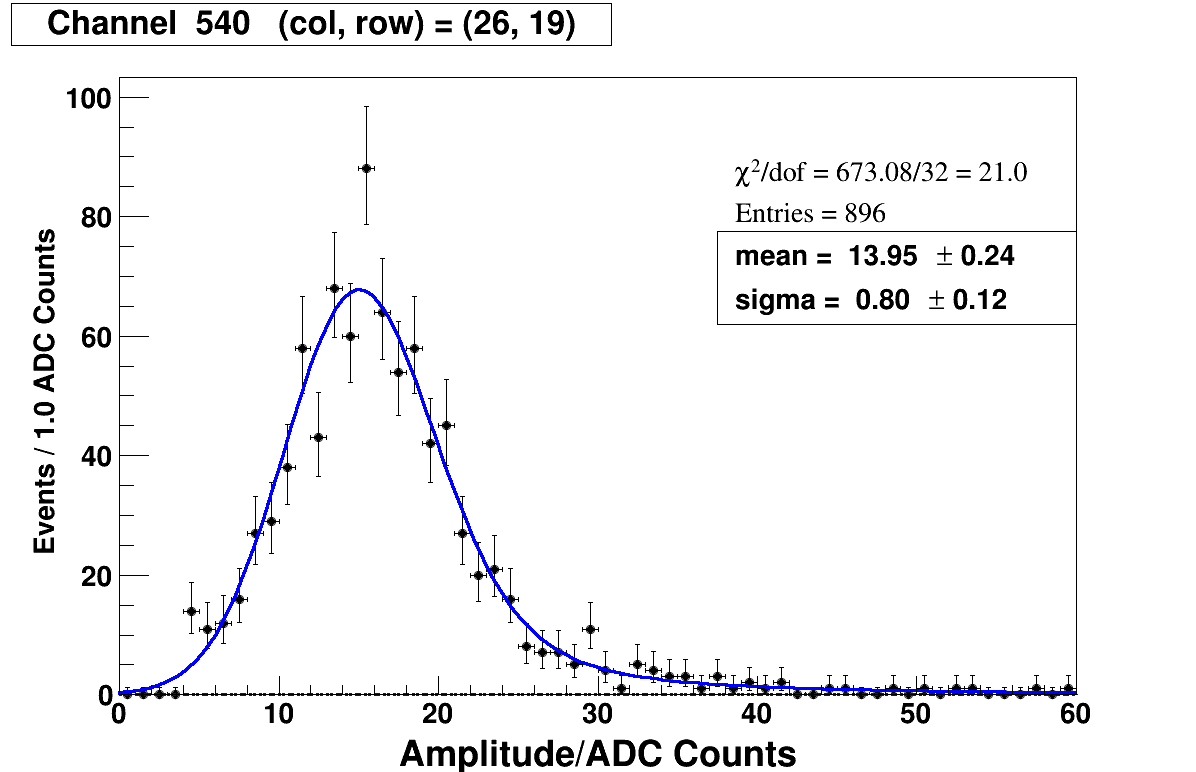 Channel 540 (col, row) = (26, 19)
100
80
60
40
20
0
Events / 1.0 ADC Counts
χ²/dof = 673.08/32 = 21.0
Entries = 896
mean = 13.95 ± 0.24
sigma = 0.80 ± 0.12
0 10 20 30 40 50 60
Amplitude/ADC Counts